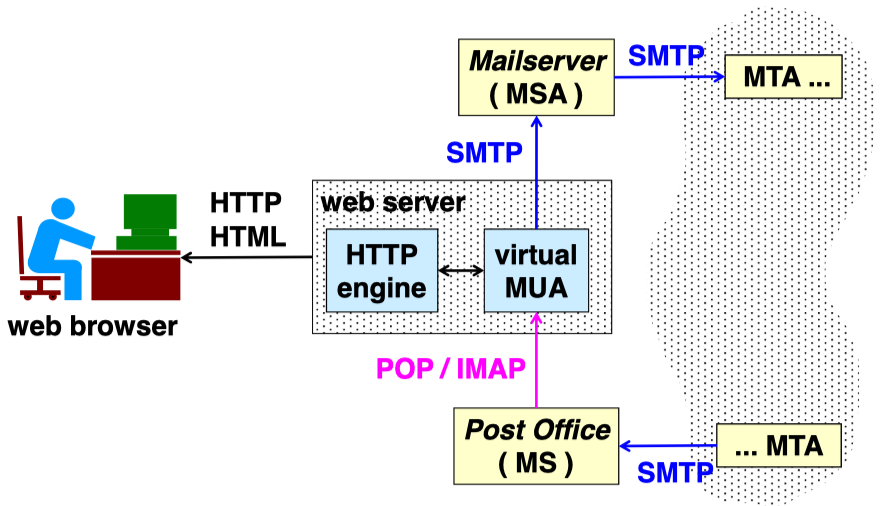 Mailserver
( MSA )
SMTP
MTA ...
SMTP
web server
HTTP
HTML
HTTP
engine
virtual
MUA
web browser
POP / IMAP
Post Office
( MS )
SMTP
... MTA